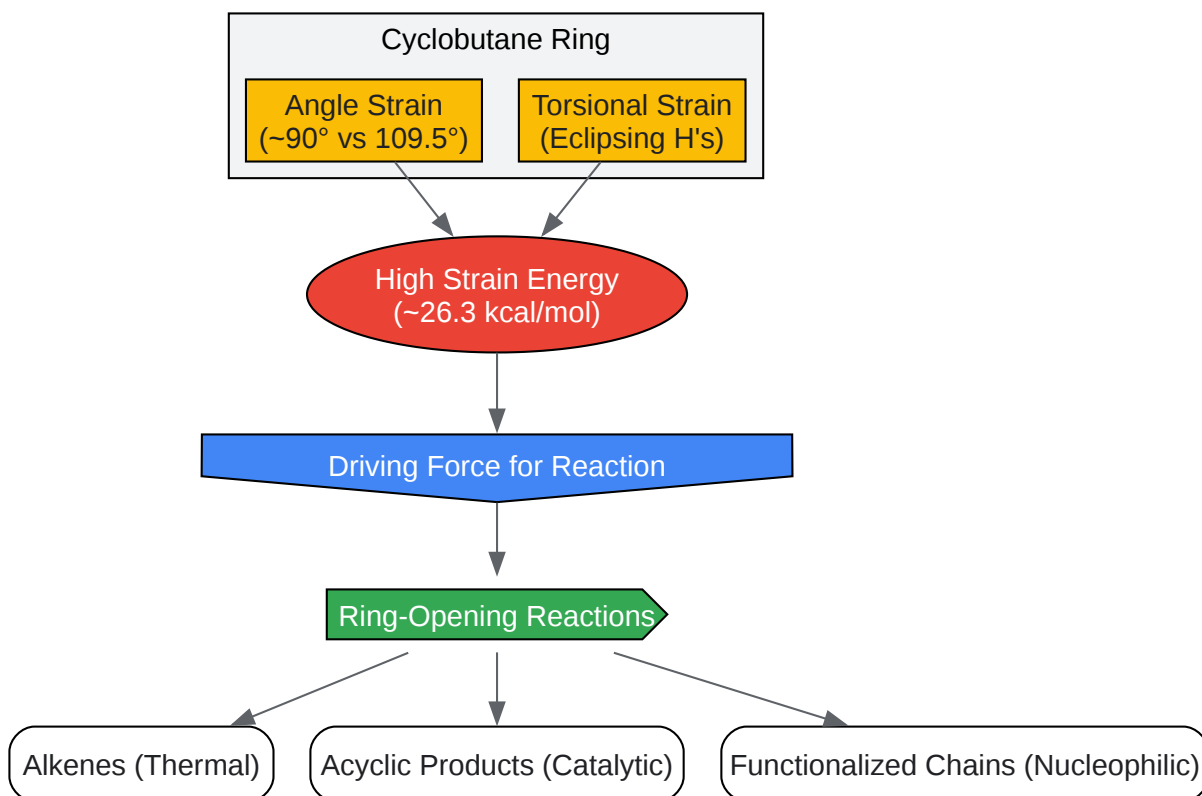 Cyclobutane Ring
Angle Strain
(~90° vs 109.5°)
Torsional Strain
(Eclipsing H's)
High Strain Energy
(~26.3 kcal/mol)
Driving Force for Reaction
Ring-Opening Reactions
Alkenes (Thermal)
Acyclic Products (Catalytic)
Functionalized Chains (Nucleophilic)